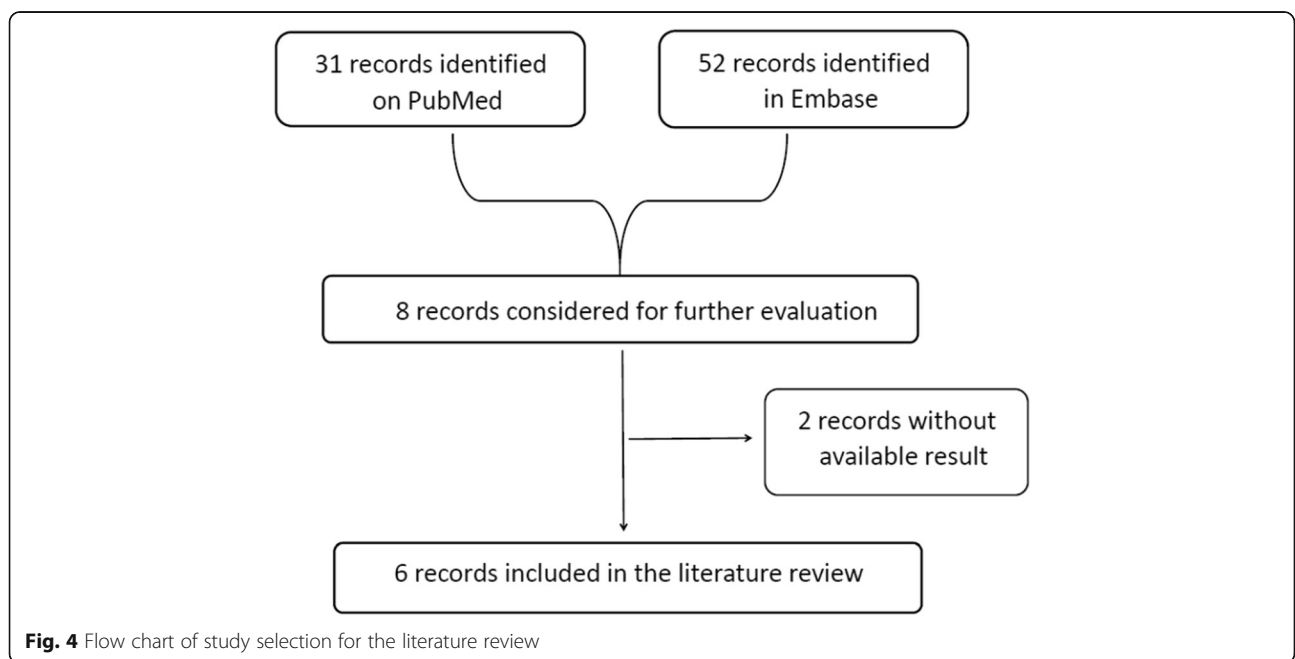 31 records identified
on PubMed
52 records identified
in Embase
8 records considered for further evaluation
2 records without
available result
6 records included in the literature review
Fig. 4 Flow chart of study selection for the literature review